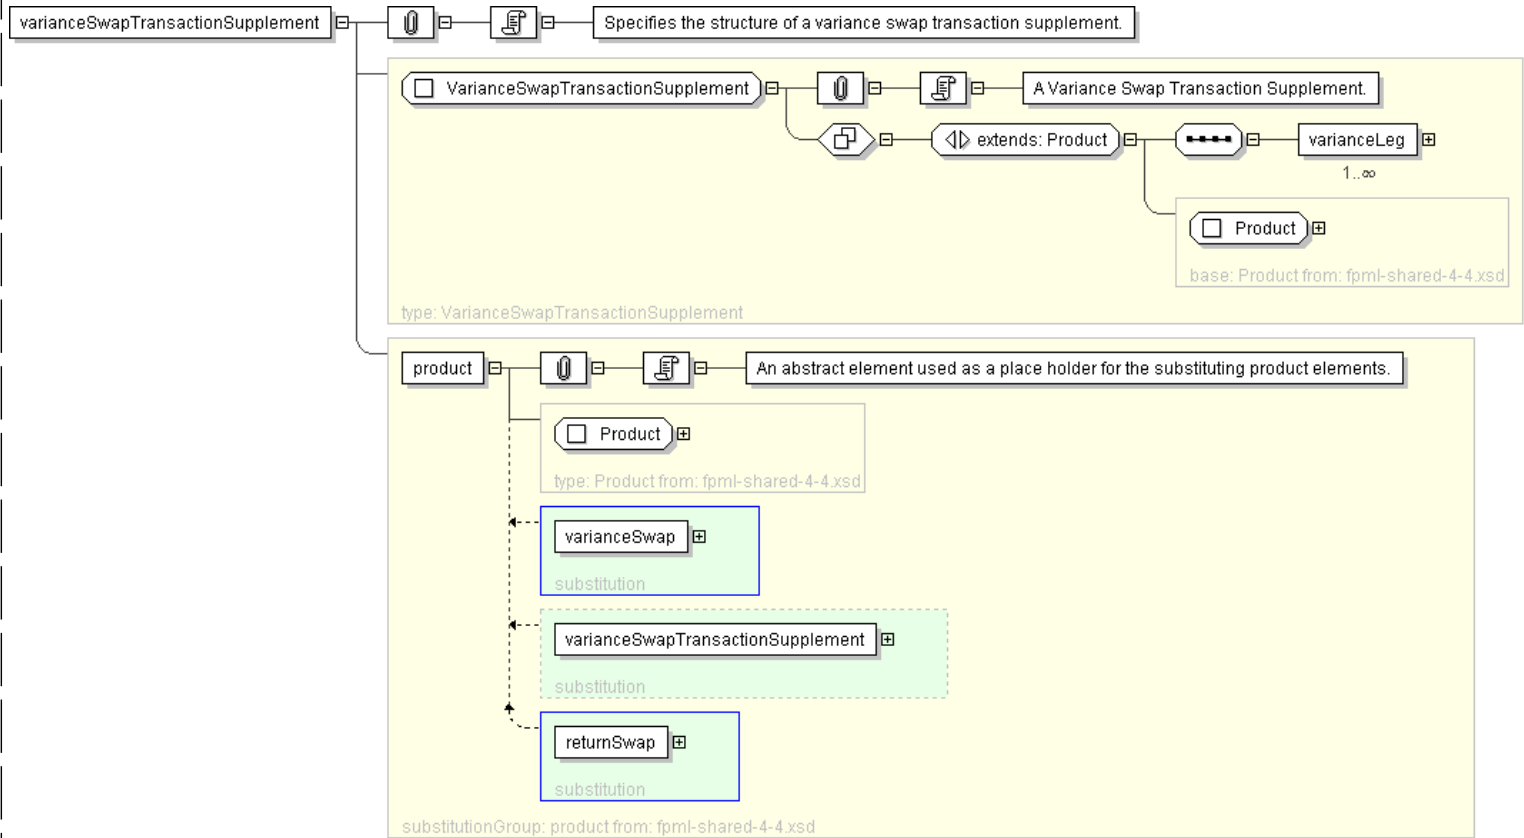 varianceSwapTransactionSupplement
Specifies the structure of a variance swap transaction supplement.
VarianceSwapTransactionSupplement
A Variance Swap Transaction Supplement.
extends: Product
varianceLeg
1..∞
Product
base: Product from: fpml-shared-4-4.xsd
type: VarianceSwapTransactionSupplement
product
An abstract element used as a place holder for the substituting product elements.
Product
type: Product from: fpml-shared-4-4.xsd
varianceSwap
substitution
varianceSwapTransactionSupplement
substitution
returnSwap
substitution
substitutionGroup: product from: fpml-shared-4-4.xsd